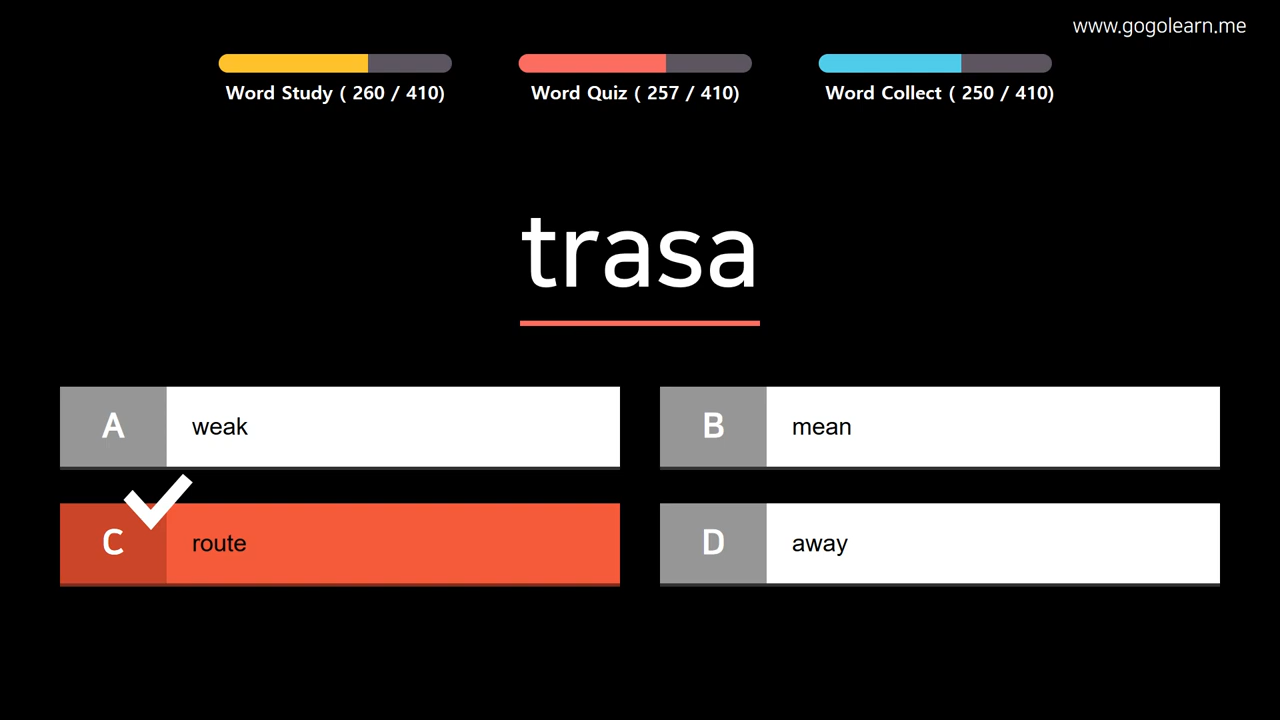 www.gogolearn.me
Word Study ( 260 / 410)
Word Quiz ( 257 / 410)
Word Collect ( 250 / 410)
trasa
A weak
B mean
C route
D away